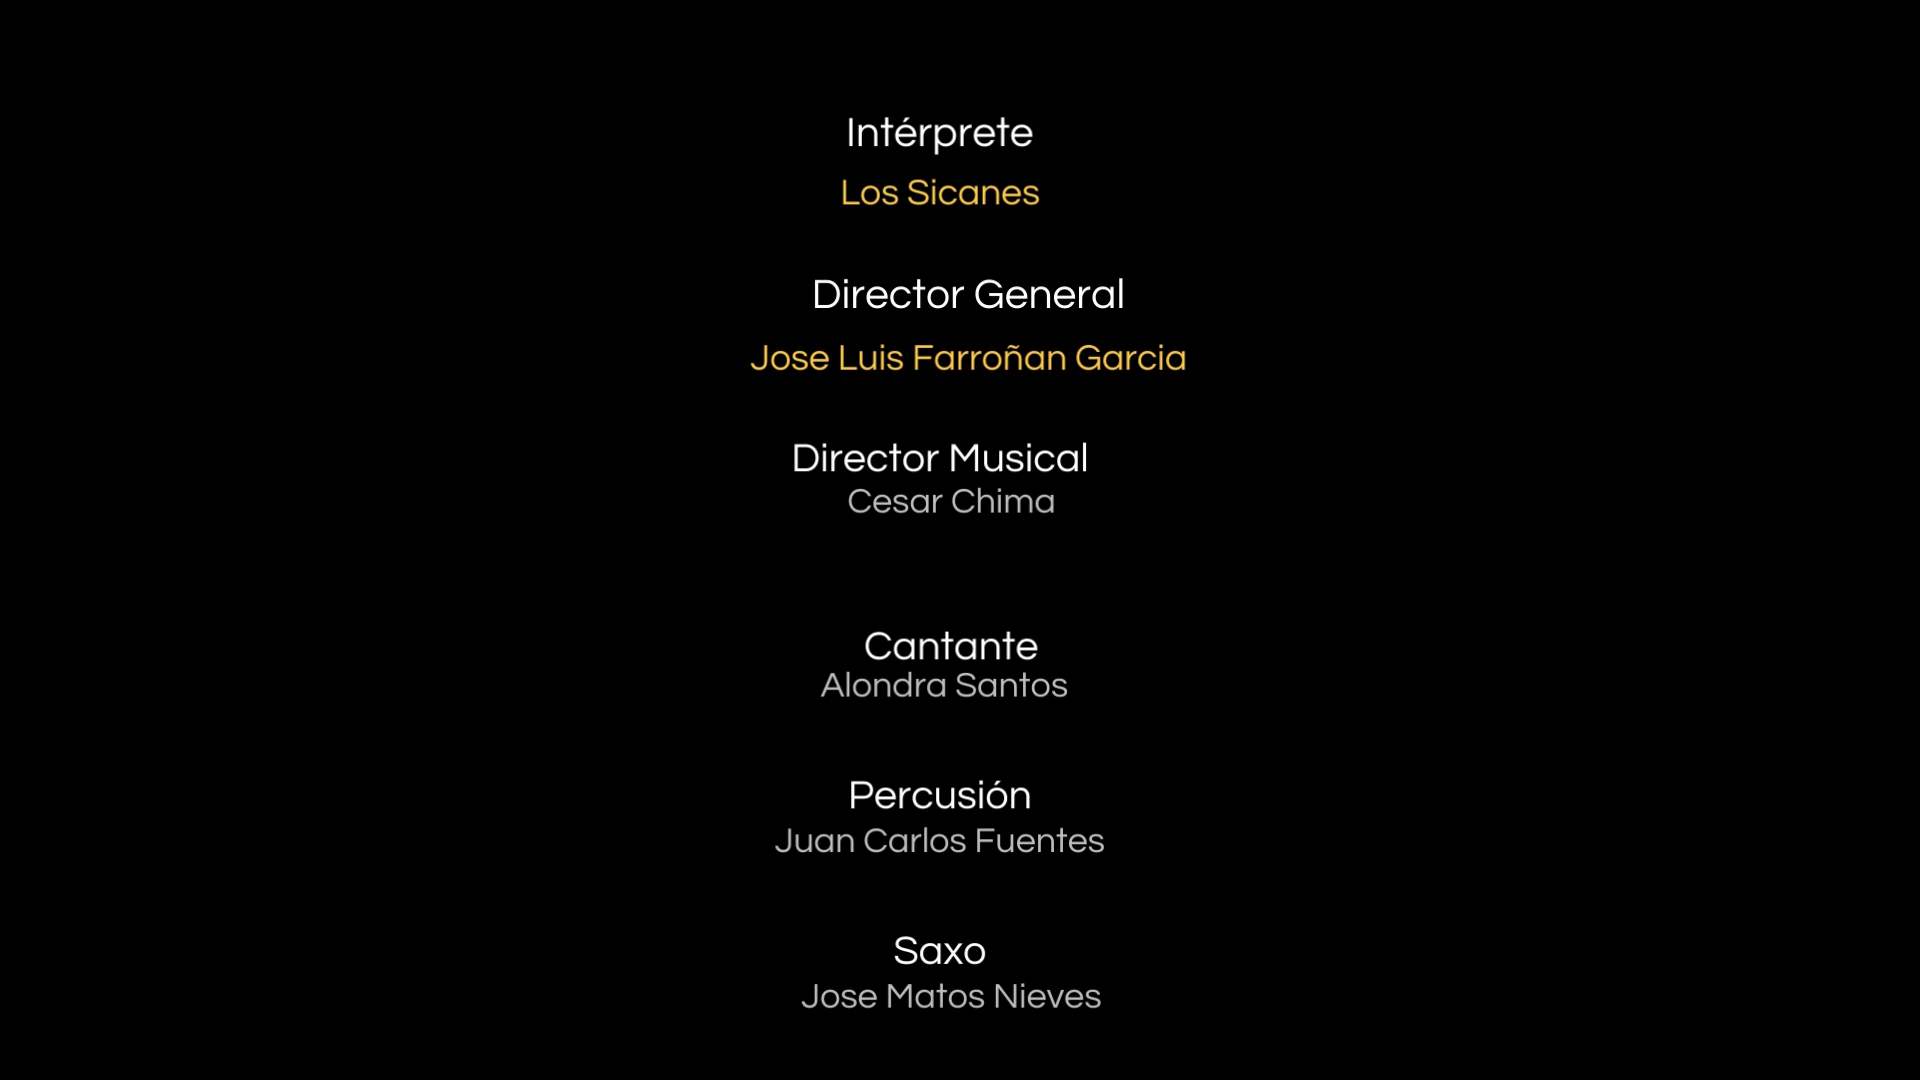 Intérprete
Los Sicanes
Director General
Jose Luis Farroñan Garcia
Director Musical
Cesar Chima
Cantante
Alondra Santos
Percusión
Juan Carlos Fuentes
Saxo
Jose Matos Nieves